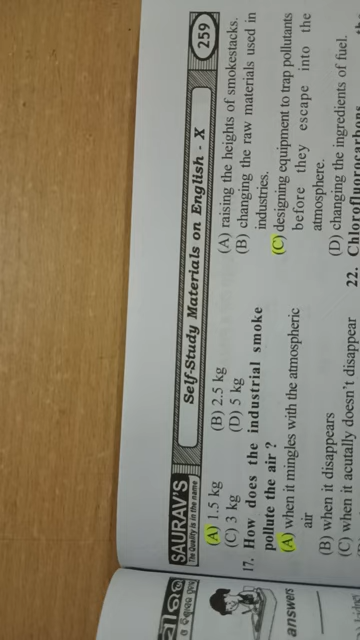 SAURAV'S
The Quality is in the name
Self-Study Materials on English - X
259
(A) 1.5 kg (B) 2.5 kg
(C) 3 kg (D) 5 kg
17. How does the industrial smoke
pollute the air ?
(A) when it mingles with the atmospheric
air
(B) when it disappears
(C) when it acutally doesn't disappear
(A) raising the heights of smokestacks.
(B) changing the raw materials used in
industries.
(C) designing equipment to trap pollutants
before they escape into the
atmosphere.
(D) changing the ingredients of fuel.
22. Chlorofluorocarbons
answers